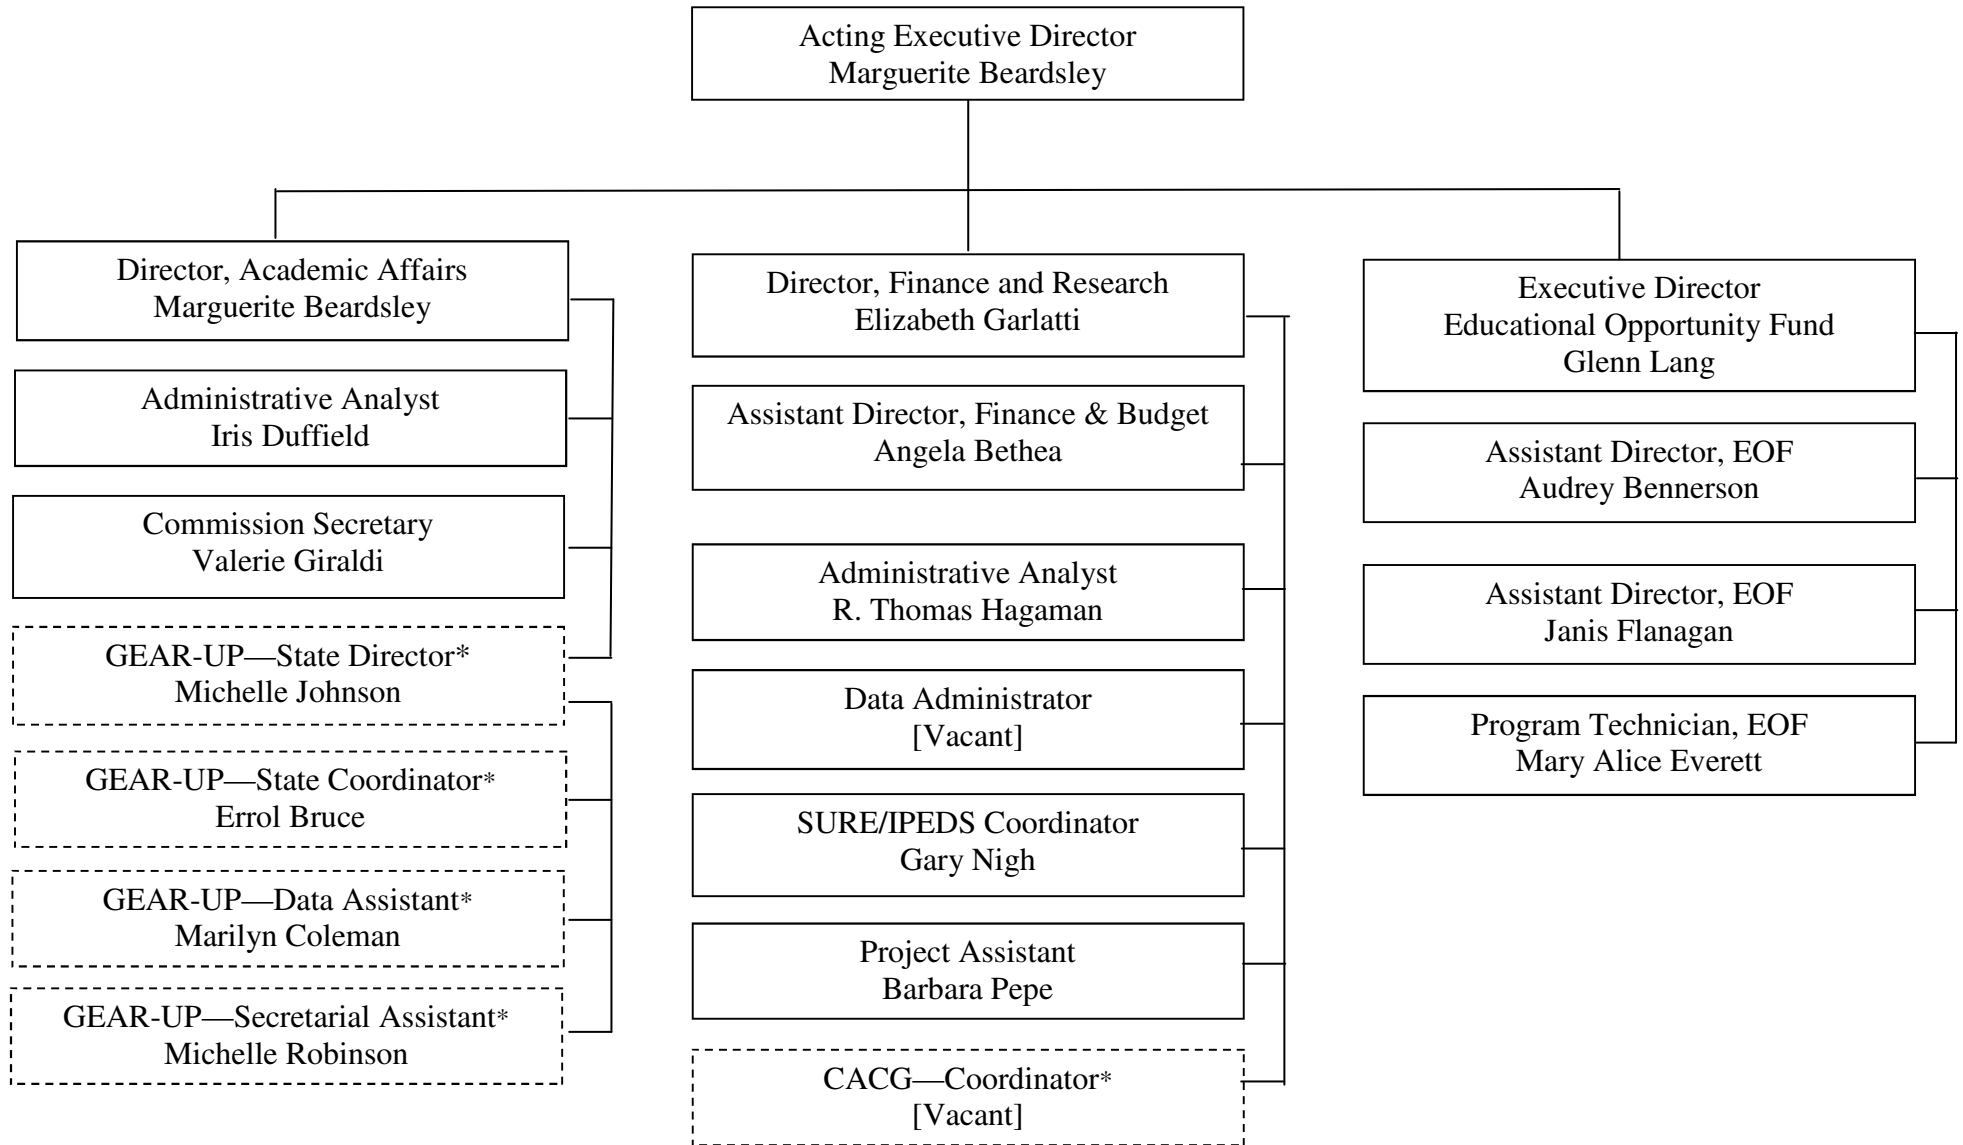 Acting Executive Director
Marguerite Beardsley
Director, Academic Affairs
Marguerite Beardsley
Administrative Analyst
Iris Duffield
Commission Secretary
Valerie Giraldi
GEAR-UP—State Director*
Michelle Johnson
GEAR-UP—State Coordinator*
Errol Bruce
GEAR-UP—Data Assistant*
Marilyn Coleman
GEAR-UP—Secretarial Assistant*
Michelle Robinson
Director, Finance and Research
Elizabeth Garlatti
Assistant Director, Finance & Budget
Angela Bethea
Administrative Analyst
R. Thomas Hagaman
Data Administrator
[Vacant]
SURE/IPEDS Coordinator
Gary Nigh
Project Assistant
Barbara Pepe
CACG—Coordinator*
[Vacant]
Executive Director
Educational Opportunity Fund
Glenn Lang
Assistant Director, EOF
Audrey Bennerson
Assistant Director, EOF
Janis Flanagan
Program Technician, EOF
Mary Alice Everett